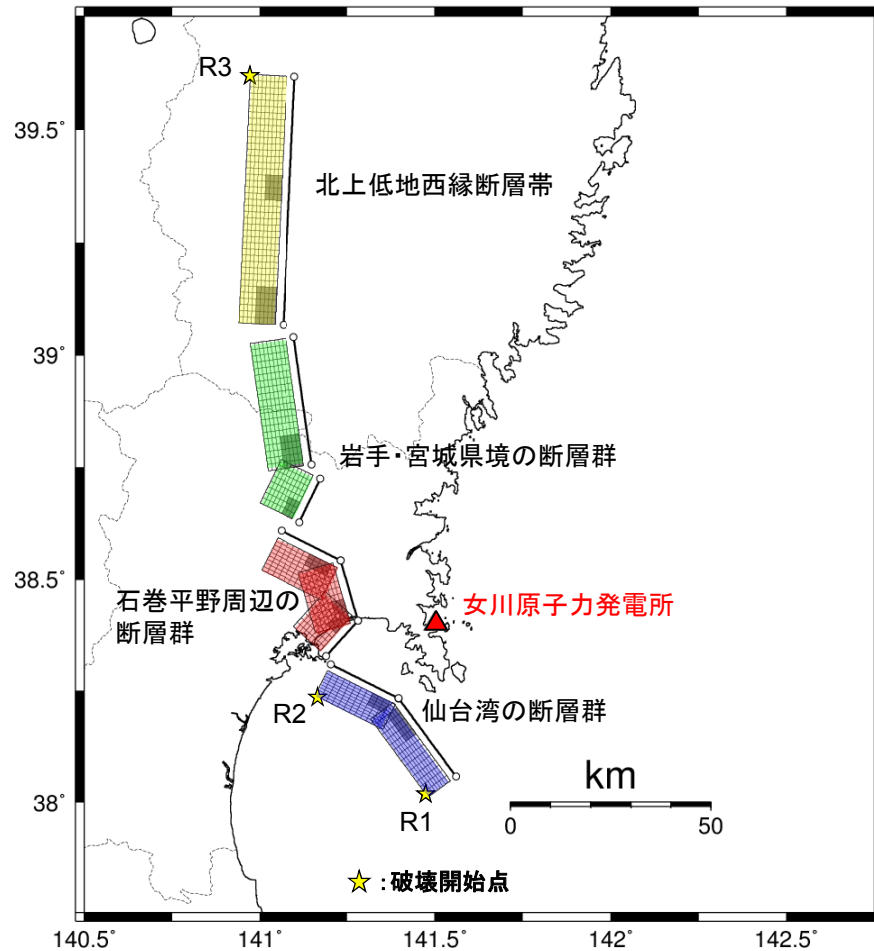 R3
39.5°
北上低地西縁断層帯
39°
岩手・宮城県境の断層群
38.5°
石巻平野周辺の
断層群
女川原子力発電所
R2
仙台湾の断層群
km
38°
R1
0 50
：破壊開始点
140.5° 141° 141.5° 142° 142.5°